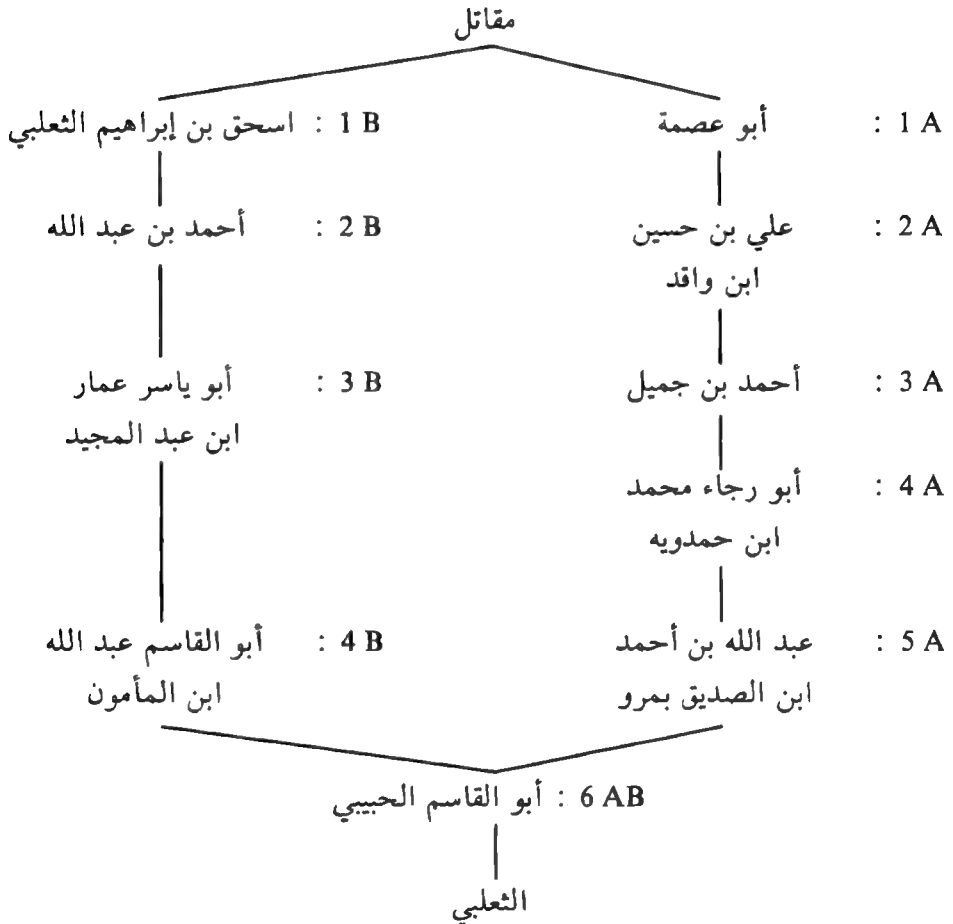 مقاتل
1 A : أبو عصمة 1 B : اسحق بن إبراهيم الثعلبي
2 A : علي بن حسين 2 B : أحمد بن عبد الله
ابن واقد
3 A : أحمد بن جميل 3 B : أبو ياسر عمار
ابن عبد المجيد
4 A : أبو رجاء محمد
ابن حمدويه
5 A : عبد الله بن أحمد 4 B : أبو القاسم عبد الله
ابن الصديق بمرو ابن المأمون
6 AB : أبو القاسم الحبيبي
الثعلبي